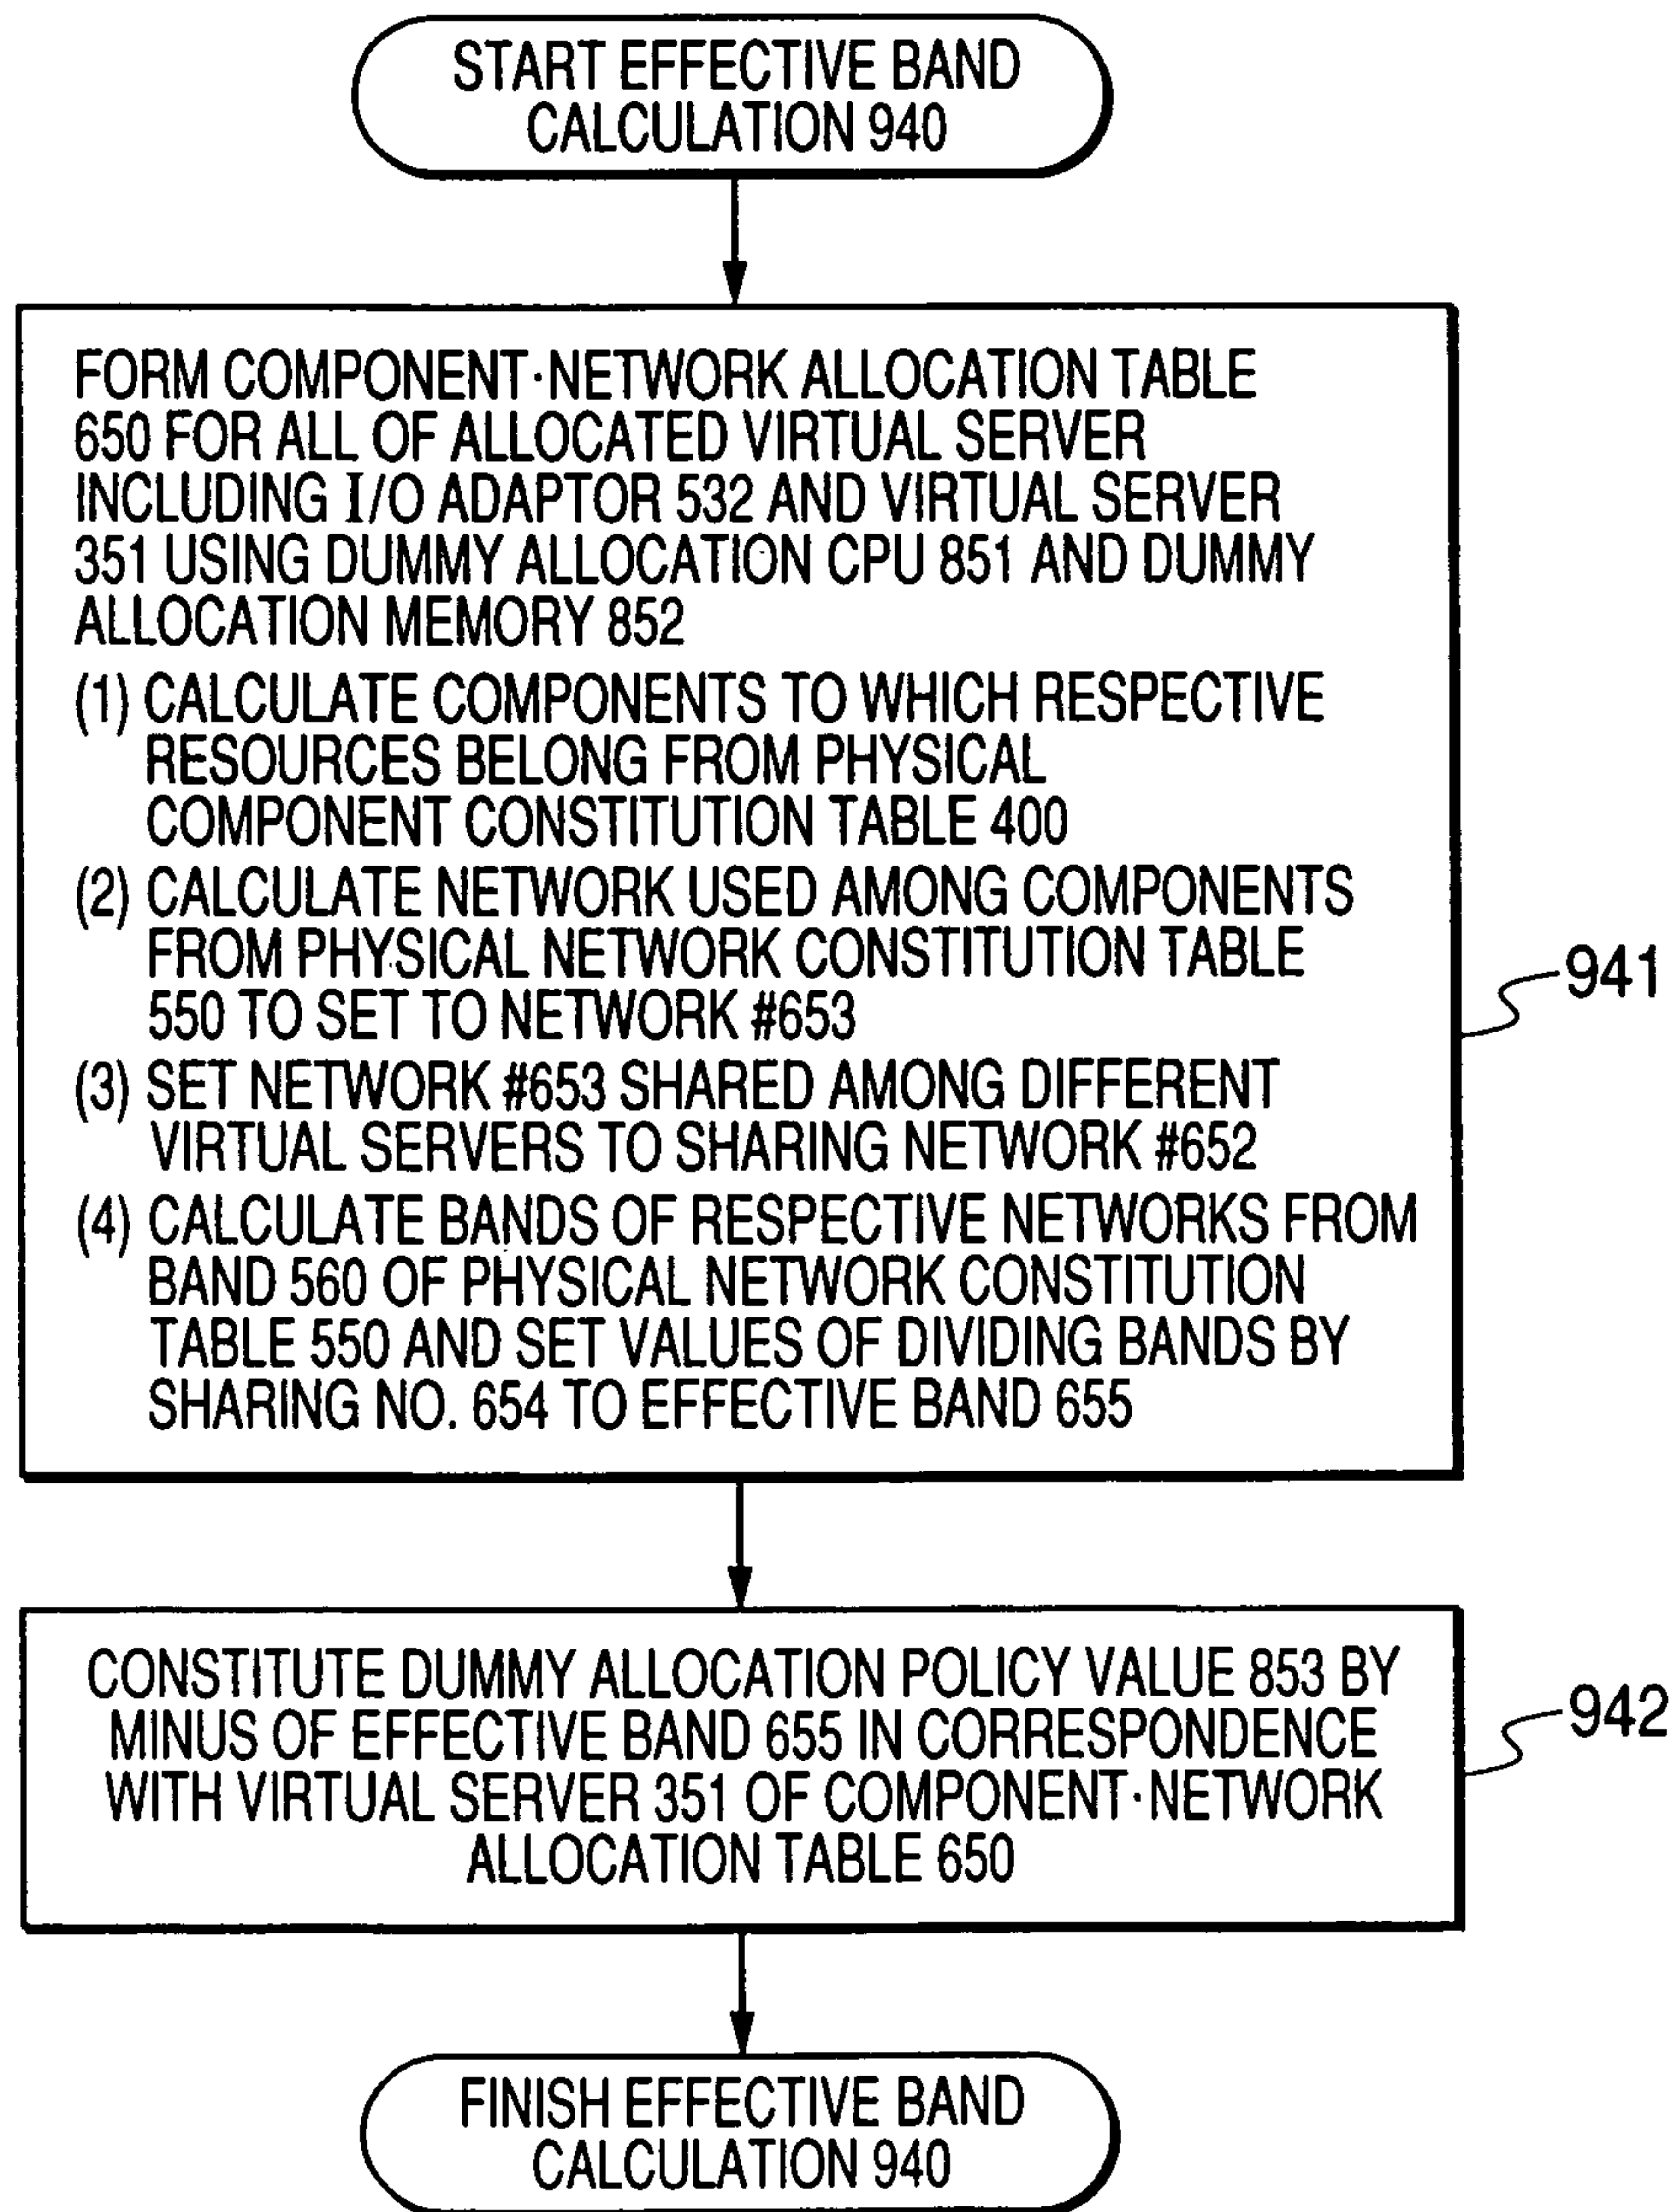 START EFFECTIVE BAND
CALCULATION 940
FORM COMPONENT·NETWORK ALLOCATION TABLE
650 FOR ALL OF ALLOCATED VIRTUAL SERVER
INCLUDING I/O ADAPTOR 532 AND VIRTUAL SERVER
351 USING DUMMY ALLOCATION CPU 851 AND DUMMY
ALLOCATION MEMORY 852
(1) CALCULATE COMPONENTS TO WHICH RESPECTIVE
RESOURCES BELONG FROM PHYSICAL
COMPONENT CONSTITUTION TABLE 400
(2) CALCULATE NETWORK USED AMONG COMPONENTS
FROM PHYSICAL NETWORK CONSTITUTION TABLE
550 TO SET TO NETWORK #653
(3) SET NETWORK #653 SHARED AMONG DIFFERENT
VIRTUAL SERVERS TO SHARING NETWORK #652
(4) CALCULATE BANDS OF RESPECTIVE NETWORKS FROM
BAND 560 OF PHYSICAL NETWORK CONSTITUTION
TABLE 550 AND SET VALUES OF DIVIDING BANDS BY
SHARING NO. 654 TO EFFECTIVE BAND 655
941
CONSTITUTE DUMMY ALLOCATION POLICY VALUE 853 BY
MINUS OF EFFECTIVE BAND 655 IN CORRESPONDENCE
WITH VIRTUAL SERVER 351 OF COMPONENT·NETWORK
ALLOCATION TABLE 650
942
FINISH EFFECTIVE BAND
CALCULATION 940